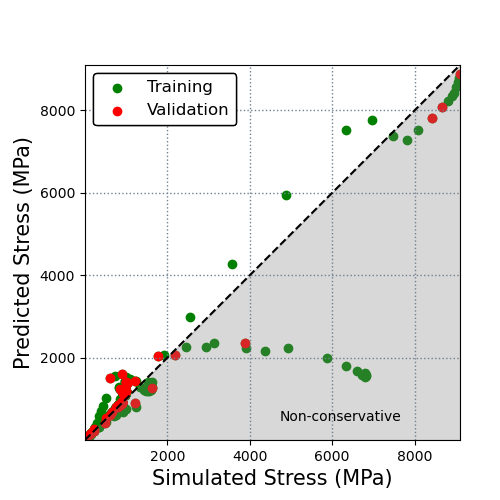 Training
Validation
8000
6000
4000
2000
Predicted Stress (MPa)
Non-conservative
2000 4000 6000 8000
Simulated Stress (MPa)